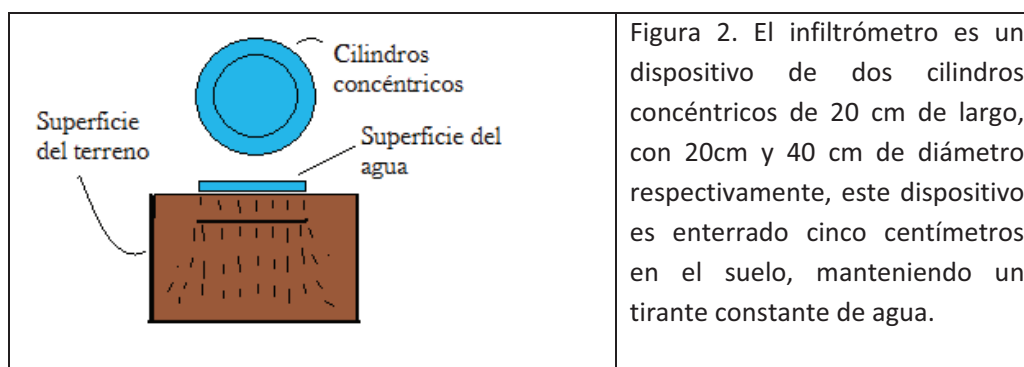 Cilindros
concéntricos
Superficie
del terreno
Superficie del
agua
Figura 2. El infiltrómetro es un
dispositivo de dos cilindros
concéntricos de 20 cm de largo,
con 20cm y 40 cm de diámetro
respectivamente, este dispositivo
es enterrado cinco centímetros
en el suelo, manteniendo un
tirante constante de agua.